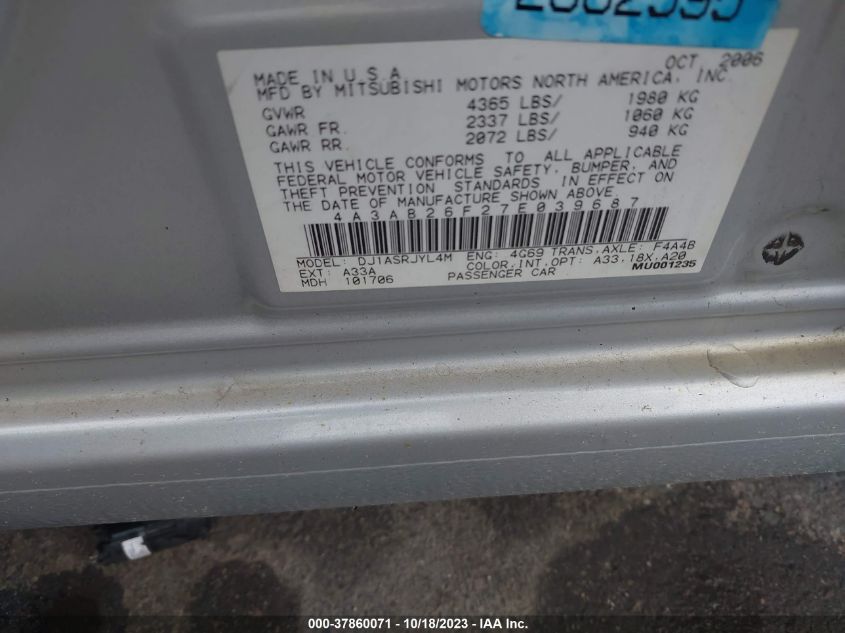 OCT 2006
MADE IN U.S.A.
MFD BY MITSUBISHI MOTORS NORTH AMERICA, INC.
GVWR 4365 LBS/ 1980 KG
GAWR FR. 2337 LBS/ 1060 KG
GAWR RR. 2072 LBS/ 940 KG
THIS VEHICLE CONFORMS TO ALL APPLICABLE
FEDERAL MOTOR VEHICLE SAFETY, BUMPER, AND
THEFT PREVENTION STANDARDS IN EFFECT ON
THE DATE OF MANUFACTURE SHOWN ABOVE.
4A3AB26F27E039687
MODEL: DJ1ASRJYL4M ENG: 4G69 TRANS.AXLE: F4A4B
EXT: A33A COLOR,INT.OPT: A33.18X.A20
MDH 101706 PASSENGER CAR MU001235
000-37860071 - 10/18/2023 - IAA Inc.